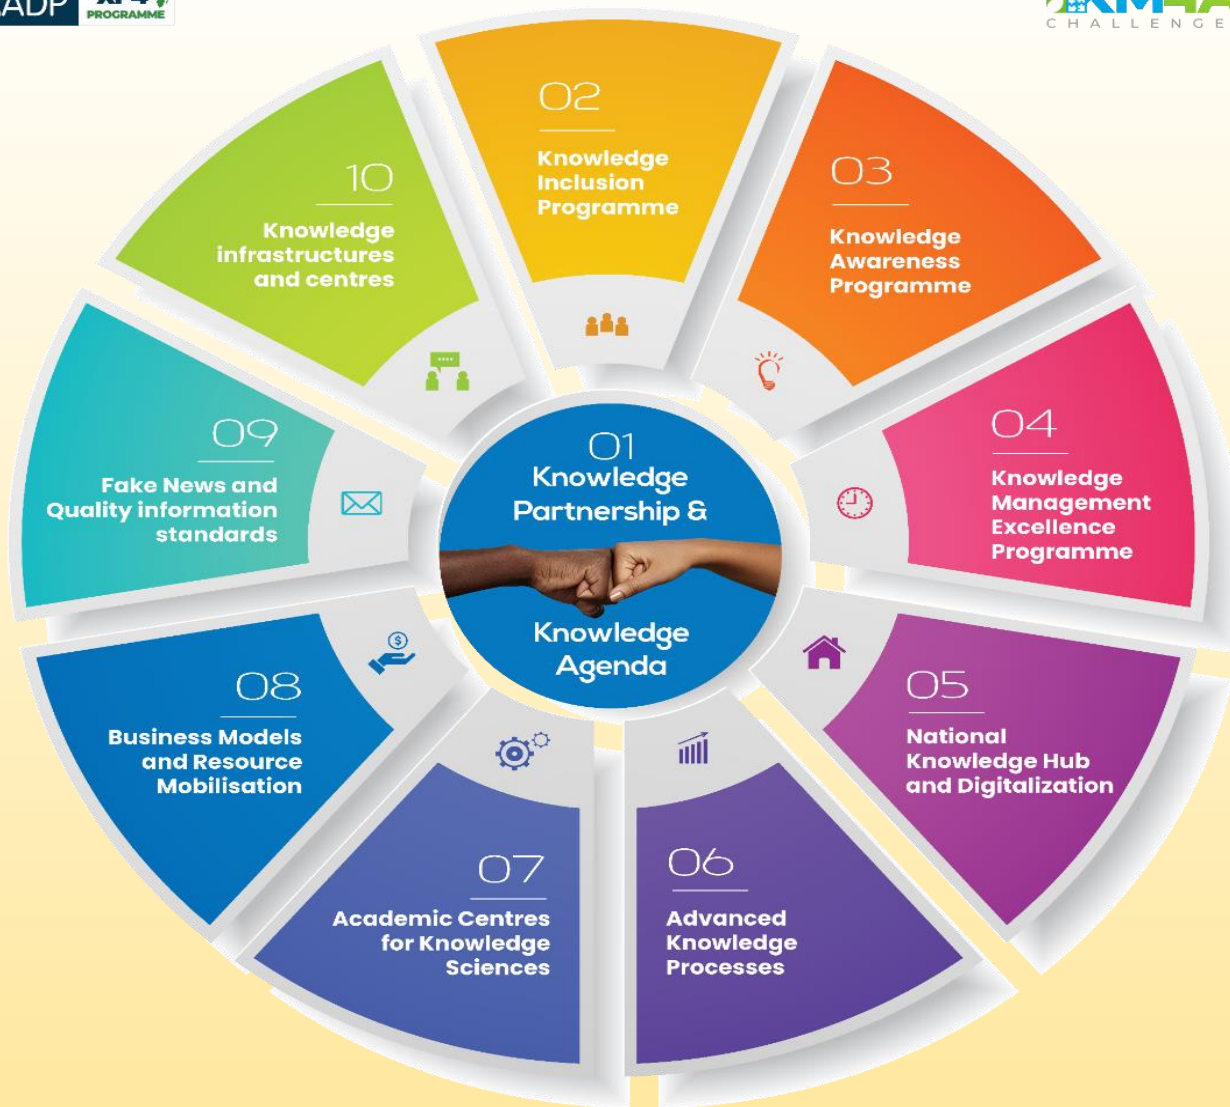 PROGRAMME
CHALLENGE
01
Knowledge
Partnership &
Knowledge
Agenda
02
Knowledge
Inclusion
Programme
03
Knowledge
Awareness
Programme
04
Knowledge
Management
Excellence
Programme
05
National
Knowledge Hub
and Digitalization
06
Advanced
Knowledge
Processes
07
Academic Centres
for Knowledge
Sciences
08
Business Models
and Resource
Mobilisation
09
Fake News and
Quality information
standards
10
Knowledge
infrastructures
and centres